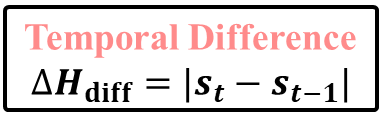 Temporal Difference
ΔH_diff = |s_t − s_{t−1}|